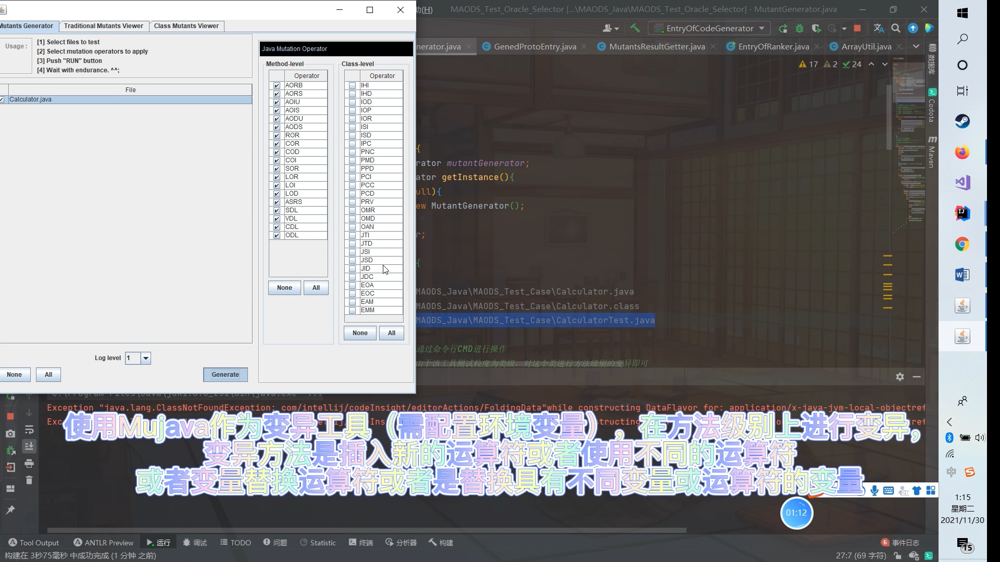 助(H) MAODS_Test_Oracle_Selector [...\MAODS_Java\MAODS_Test_Oracle_Selector] - MutantGenerator.java
Mutants Generator Traditional Mutants Viewer Class Mutants Viewer
EntryOfCodeGenerator
Usage :
[1] Select files to test
[2] Select mutation operators to apply
[3] Push "RUN" button
[4] Wait with endurance. ^^;
File
Calculator.java
Java Mutation Operator
Method-level
Operator
AORB
AORS
AOIU
AOIS
AODU
AODS
ROR
COR
COD
COI
SOR
LOR
LOI
LOD
ASRS
SDL
VDL
CDL
ODL
None All
Class-level
Operator
IHI
IHD
IOD
IOP
IOR
ISI
ISD
IPC
PNC
PMD
PPD
PCI
PCC
PCD
PRV
OMR
OMD
OAN
JTI
JTD
JSI
JSD
JID
JDC
EOA
EOC
EAM
EMM
None All
Log level 1
None All Generate
nerator.java GenedProtoEntry.java MutantsResultGetter.java EntryOfRanker.java ArrayUtil.java
17 2 24
{
rator mutantGenerator;
ator getInstance(){
ull){
ew MutantGenerator();
r;
{
MAODS_Java\MAODS_Test_Case\Calculator.java
MAODS_Java\MAODS_Test_Case\Calculator.class
MAODS_Java\MAODS_Test_Case\CalculatorTest.java
通过命令行CMD进行操作
由于该工具测试粒度为类级，对这个类进行方法级别的变异即可
数据库
Codota
Maven
Exception "java.lang.ClassNotFoundException: com/intellij/codeInsight/editorActions/FoldingData"while constructing DataFlavor for: application/x-java-jvm-local-objectref
使用Mujava作为变异工具（需配置环境变量），在方法级别上进行变异，
变异方法是插入新的运算符或者使用不同的运算符
或者变量替换运算符或者是替换具有不同变量或运算符的变量
01:12
Tool Output ANTLR Preview 运行 调试 TODO 问题 Statistic 终端 分析器 构建 6 事件日志
构建在 3秒75毫秒 中成功完成 (1 分钟 之前) 27:7 (69 字符)
中
1:15
星期二
2021/11/30
15